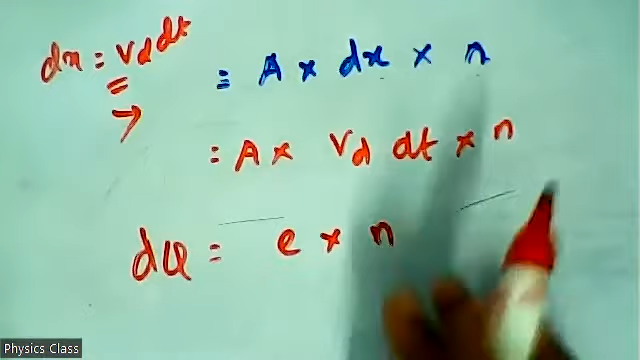 dx = Vd dt
= A x dx x n
= A x Vd dt x n
dQ = e x n
Physics Class